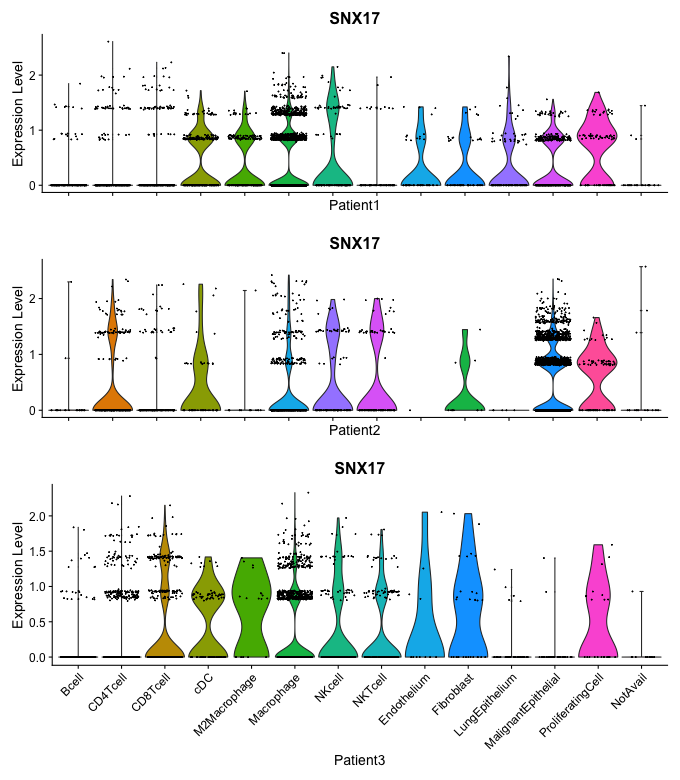 SNX17
Expression Level
2
1
0
Patient1
SNX17
Expression Level
2
1
0
Patient2
SNX17
Expression Level
2.0
1.5
1.0
0.5
0.0
Bcell
CD4Tcell
CD8Tcell
cDC
M2Macrophage
Macrophage
NKcell
NKTcell
Endothelium
Fibroblast
LungEpithelium
MalignantEpithelial
ProliferatingCell
NotAvail
Patient3